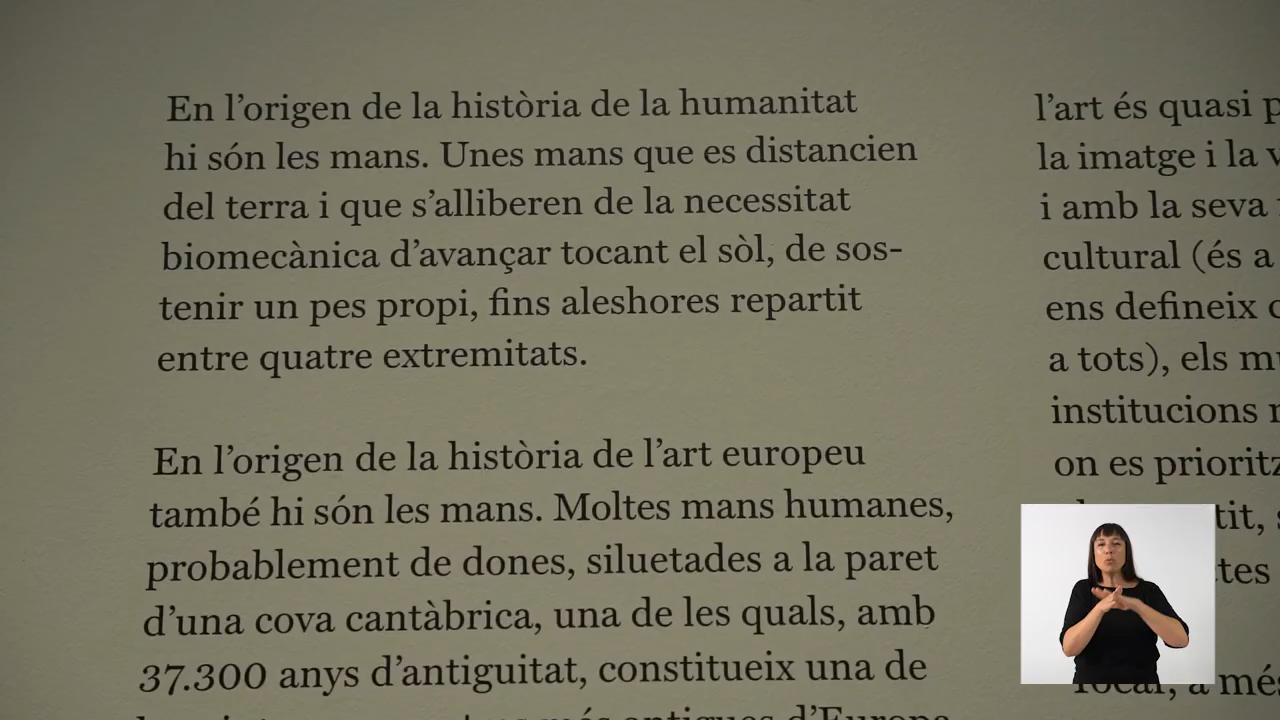 En l’origen de la història de la humanitat
hi són les mans. Unes mans que es distancien
del terra i que s’alliberen de la necessitat
biomecànica d’avançar tocant el sòl, de sos-
tenir un pes propi, fins aleshores repartit
entre quatre extremitats.
En l’origen de la història de l’art europeu
també hi són les mans. Moltes mans humanes,
probablement de dones, siluetades a la paret
d’una cova cantàbrica, una de les quals, amb
37.300 anys d’antiguitat, constitueix una de
més antigues d’Europa
l’art és quasi
la imatge i la
i amb la seva
cultural (és a
ens defineix
a tots), els
institucions
on es
a més